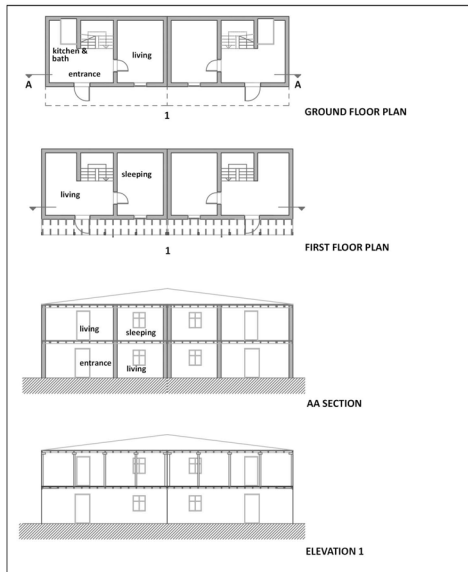 kitchen &
bath
living
entrance
A
A
1
GROUND FLOOR PLAN
sleeping
living
1
FIRST FLOOR PLAN
living
sleeping
entrance
living
AA SECTION
ELEVATION 1